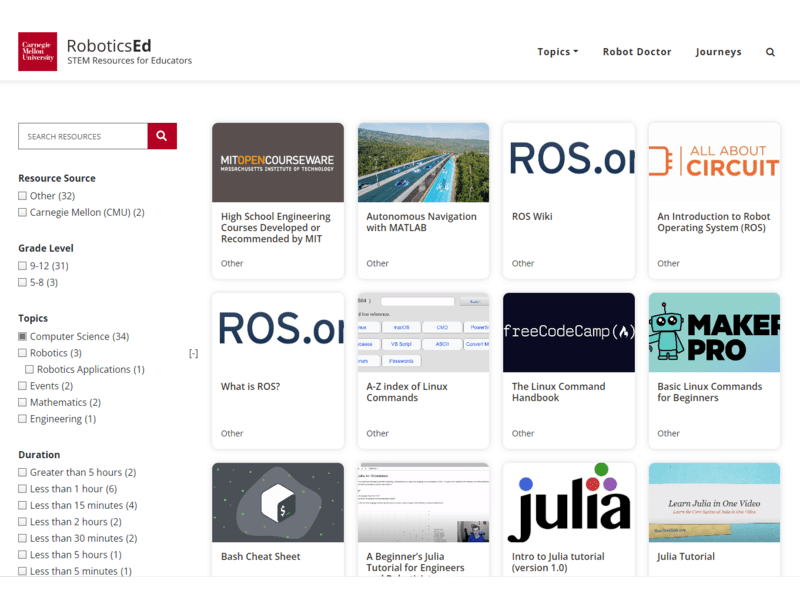 Carnegie
Mellon
University
RoboticsEd
STEM Resources for Educators
Topics
Robot Doctor
Journeys
SEARCH RESOURCES
Resource Source
Other (32)
Carnegie Mellon (CMU) (2)
Grade Level
9-12 (31)
5-8 (3)
Topics
Computer Science (34)
Robotics (3)
[-]
Robotics Applications (1)
Events (2)
Mathematics (2)
Engineering (1)
Duration
Greater than 5 hours (2)
Less than 1 hour (6)
Less than 15 minutes (4)
Less than 2 hours (2)
Less than 30 minutes (2)
Less than 5 hours (1)
Less than 5 minutes (1)
MITOPENCOURSEWARE
MASSACHUSETTS INSTITUTE OF TECHNOLOGY
High School Engineering
Courses Developed or
Recommended by MIT
Other
Autonomous Navigation
with MATLAB
Other
ROS.or
ROS Wiki
Other
ALL ABOUT
CIRCUIT
An Introduction to Robot
Operating System (ROS)
Other
ROS.or
What is ROS?
Other
macOS
CMD
PowerSh
VB Script
ASCII
Convert M
Passwords
A-Z index of Linux
Commands
Other
freeCodeCamp
The Linux Command
Handbook
Other
MAKER
PRO
Basic Linux Commands
for Beginners
Other
$
Bash Cheat Sheet
A Beginner's Julia
Tutorial for Engineers
julia
Intro to Julia tutorial
(version 1.0)
Learn Julia in One Video
Julia Tutorial